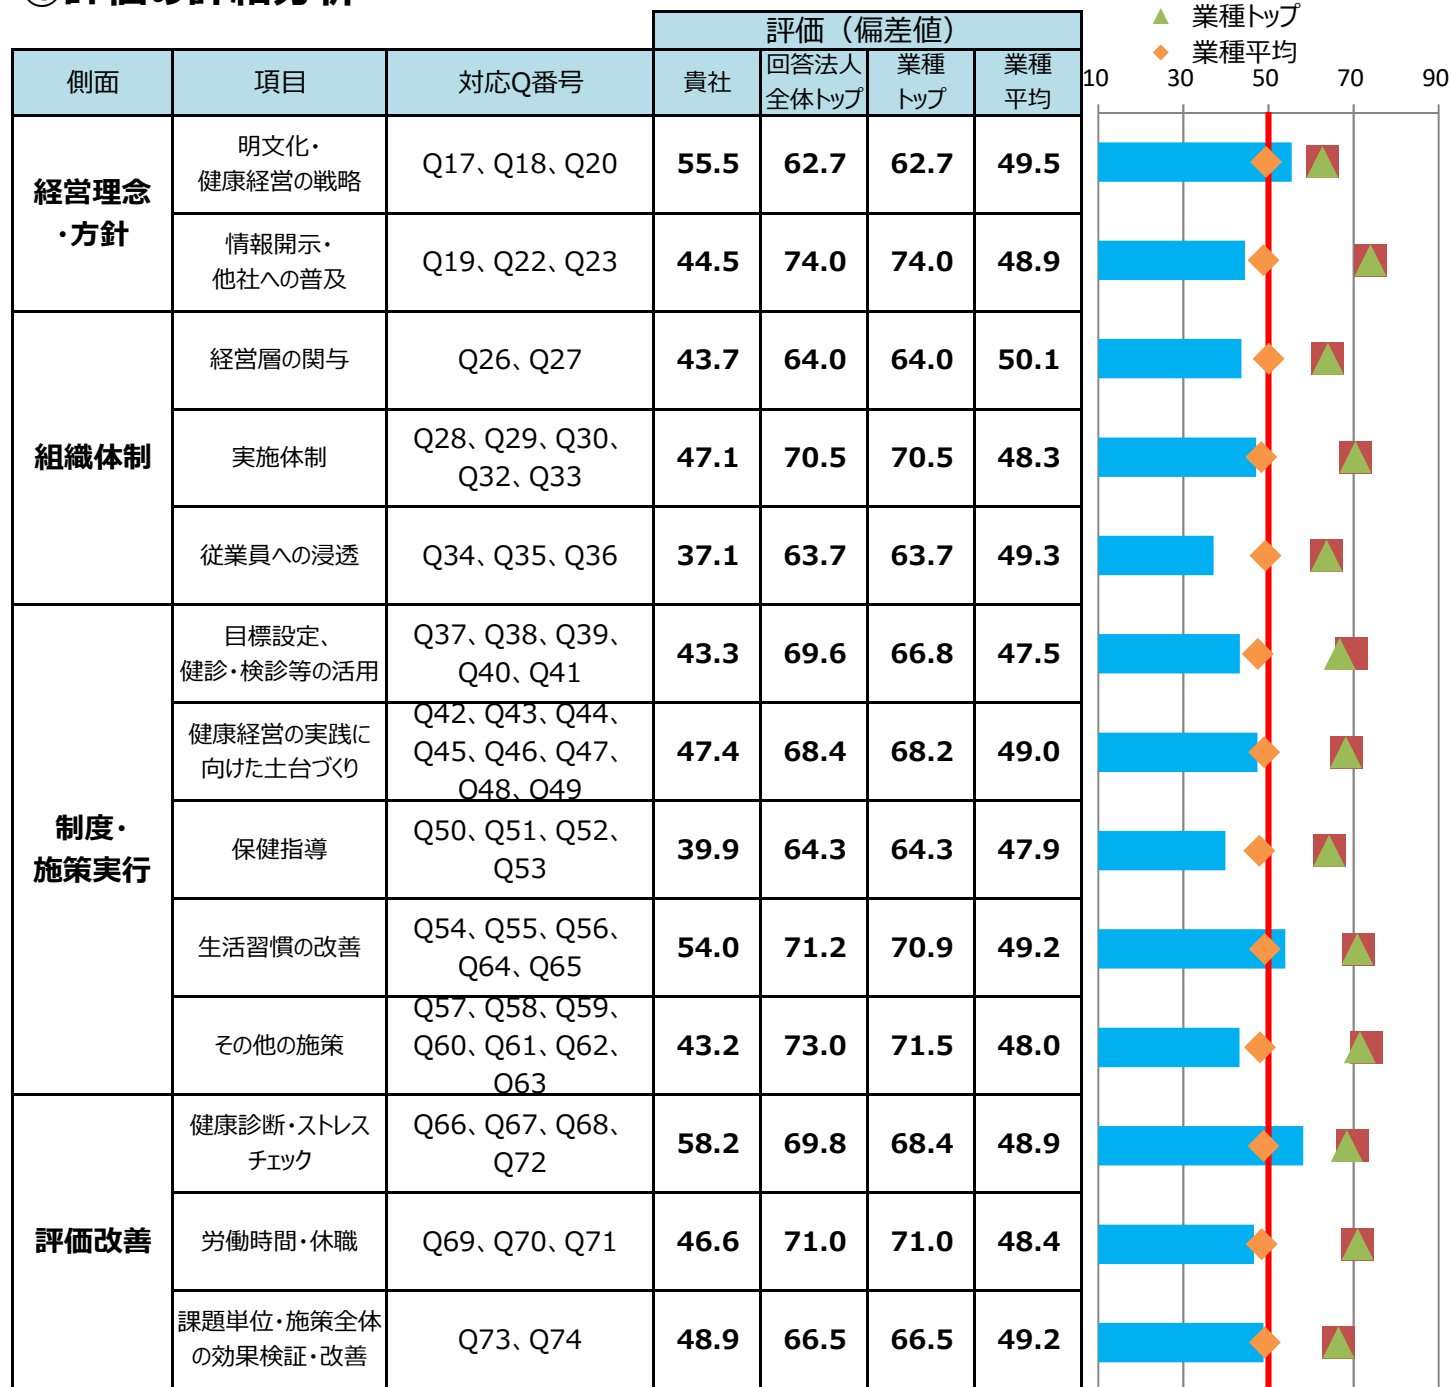 評価(偏差値)
側面 項目 対応Q番号 貴社 回答法人 業種 業種
全体トップ トップ 平均
▲ 業種トップ
◆ 業種平均
10 30 50 70 90
経営理念
・方針
明文化・
健康経営の戦略
Q17、Q18、Q20 55.5 62.7 62.7 49.5
情報開示・
他社への普及
Q19、Q22、Q23 44.5 74.0 74.0 48.9
組織体制
経営層の関与 Q26、Q27 43.7 64.0 64.0 50.1
実施体制
Q28、Q29、Q30、
Q32、Q33
47.1 70.5 70.5 48.3
従業員への浸透 Q34、Q35、Q36 37.1 63.7 63.7 49.3
制度・
施策実行
目標設定、
健診・検診等の活用
Q37、Q38、Q39、
Q40、Q41
43.3 69.6 66.8 47.5
健康経営の実践に
向けた土台づくり
Q42、Q43、Q44、
Q45、Q46、Q47、
Q48、Q49
47.4 68.4 68.2 49.0
保健指導
Q50、Q51、Q52、
Q53
39.9 64.3 64.3 47.9
生活習慣の改善
Q54、Q55、Q56、
Q64、Q65
54.0 71.2 70.9 49.2
その他の施策
Q57、Q58、Q59、
Q60、Q61、Q62、
Q63
43.2 73.0 71.5 48.0
評価改善
健康診断・ストレス
チェック
Q66、Q67、Q68、
Q72
58.2 69.8 68.4 48.9
労働時間・休職 Q69、Q70、Q71 46.6 71.0 71.0 48.4
課題単位・施策全体
の効果検証・改善
Q73、Q74 48.9 66.5 66.5 49.2